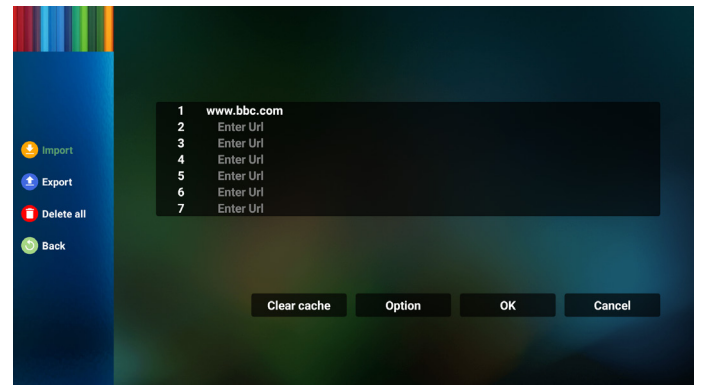 Import
Export
Delete all
Back
1 www.bbc.com
2 Enter Url
3 Enter Url
4 Enter Url
5 Enter Url
6 Enter Url
7 Enter Url
Clear cache Option OK Cancel